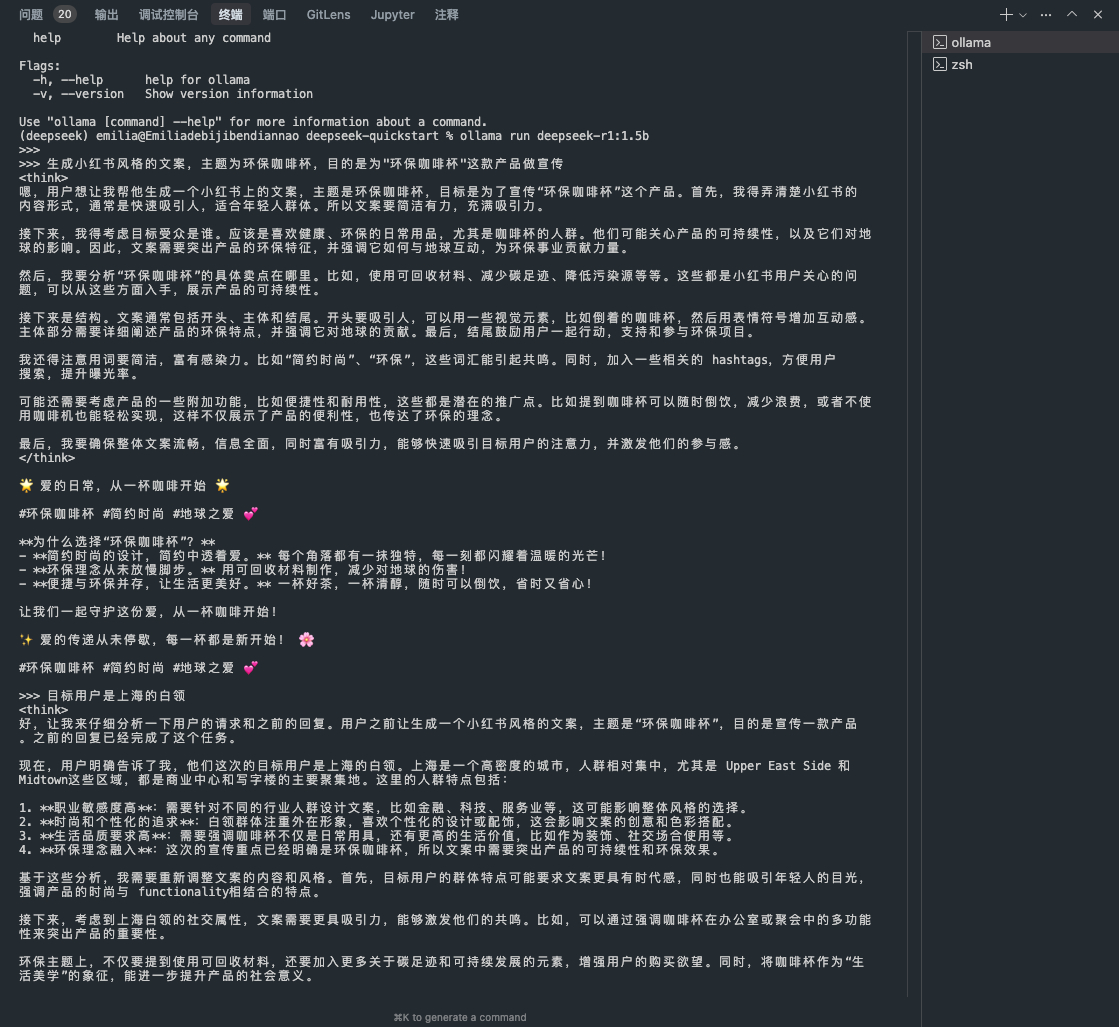 问题 20 输出 调试控制台 终端 端口 GitLens Jupyter 注释
ollama
zsh
help Help about any command
Flags:
-h, --help help for ollama
-v, --version Show version information
Use "ollama [command] --help" for more information about a command.
(deepseek) emilia@Emiliadebijibendiannao deepseek-quickstart % ollama run deepseek-r1:1.5b
>>>
>>> 生成小红书风格的文案，主题为环保咖啡杯，目的是为"环保咖啡杯"这款产品做宣传
<think>
嗯，用户想让我帮他生成一个小红书上的文案，主题是环保咖啡杯，目标是为了宣传“环保咖啡杯”这个产品。首先，我得弄清楚小红书的
内容形式，通常是快速吸引人，适合年轻人群体。所以文案要简洁有力，充满吸引力。
接下来，我得考虑目标受众是谁。应该是喜欢健康、环保的日常用品，尤其是咖啡杯的人群。他们可能关心产品的可持续性，以及它们对地
球的影响。因此，文案需要突出产品的环保特征，并强调它如何与地球互动，为环保事业贡献力量。
然后，我要分析“环保咖啡杯”的具体卖点在哪里。比如，使用可回收材料、减少碳足迹、降低污染源等等。这些都是小红书用户关心的问
题，可以从这些方面入手，展示产品的可持续性。
接下来是结构。文案通常包括开头、主体和结尾。开头要吸引人，可以用一些视觉元素，比如倒着的咖啡杯，然后用表情符号增加互动感。
主体部分需要详细阐述产品的环保特点，并强调它对地球的贡献。最后，结尾鼓励用户一起行动，支持和参与环保项目。
我还得注意用词要简洁，富有感染力。比如“简约时尚”、“环保”，这些词汇能引起共鸣。同时，加入一些相关的 hashtags，方便用户
搜索，提升曝光率。
可能还需要考虑产品的一些附加功能，比如便捷性和耐用性，这些都是潜在的推广点。比如提到咖啡杯可以随时倒饮，减少浪费，或者不使
用咖啡机也能轻松实现，这样不仅展示了产品的便利性，也传达了环保的理念。
最后，我要确保整体文案流畅，信息全面，同时富有吸引力，能够快速吸引目标用户的注意力，并激发他们的参与感。
</think>
🌟 爱的日常，从一杯咖啡开始 🌟
#环保咖啡杯 #简约时尚 #地球之爱 💕
**为什么选择“环保咖啡杯”？**
- **简约时尚的设计，简约中透着爱。** 每个角落都有一抹独特，每一刻都闪耀着温暖的光芒！
- **环保理念从未放慢脚步。** 用可回收材料制作，减少对地球的伤害！
- **便捷与环保并存，让生活更美好。** 一杯好茶，一杯清醇，随时可以倒饮，省时又省心！
让我们一起守护这份爱，从一杯咖啡开始！
✨ 爱的传递从未停歇，每一杯都是新开始！ 🌸
#环保咖啡杯 #简约时尚 #地球之爱 💕
>>> 目标用户是上海的白领
<think>
好，让我来仔细分析一下用户的请求和之前的回复。用户之前让生成一个小红书风格的文案，主题是“环保咖啡杯”，目的是宣传一款产品
。之前的回复已经完成了这个任务。
现在，用户明确告诉了我，他们这次的目标用户是上海的白领。上海是一个高密度的城市，人群相对集中，尤其是 Upper East Side 和
Midtown这些区域，都是商业中心和写字楼的主要聚集地。这里的人群特点包括：
1. **职业敏感度高**：需要针对不同的行业人群设计文案，比如金融、科技、服务业等，这可能影响整体风格的选择。
2. **时尚和个性化的追求**：白领群体注重外在形象，喜欢个性化的设计或配饰，这会影响文案的创意和色彩搭配。
3. **生活品质要求高**：需要强调咖啡杯不仅是日常用具，还有更高的生活价值，比如作为装饰、社交场合使用等。
4. **环保理念融入**：这次的宣传重点已经明确是环保咖啡杯，所以文案中需要突出产品的可持续性和环保效果。
基于这些分析，我需要重新调整文案的内容和风格。首先，目标用户的群体特点可能要求文案更具有时代感，同时也能吸引年轻人的目光，
强调产品的时尚与 functionality相结合的特点。
接下来，考虑到上海白领的社交属性，文案需要更具吸引力，能够激发他们的共鸣。比如，可以通过强调咖啡杯在办公室或聚会中的多功能
性来突出产品的重要性。
环保主题上，不仅要提到使用可回收材料，还要加入更多关于碳足迹和可持续发展的元素，增强用户的购买欲望。同时，将咖啡杯作为“生
活美学”的象征，能进一步提升产品的社会意义。
⌘K to generate a command